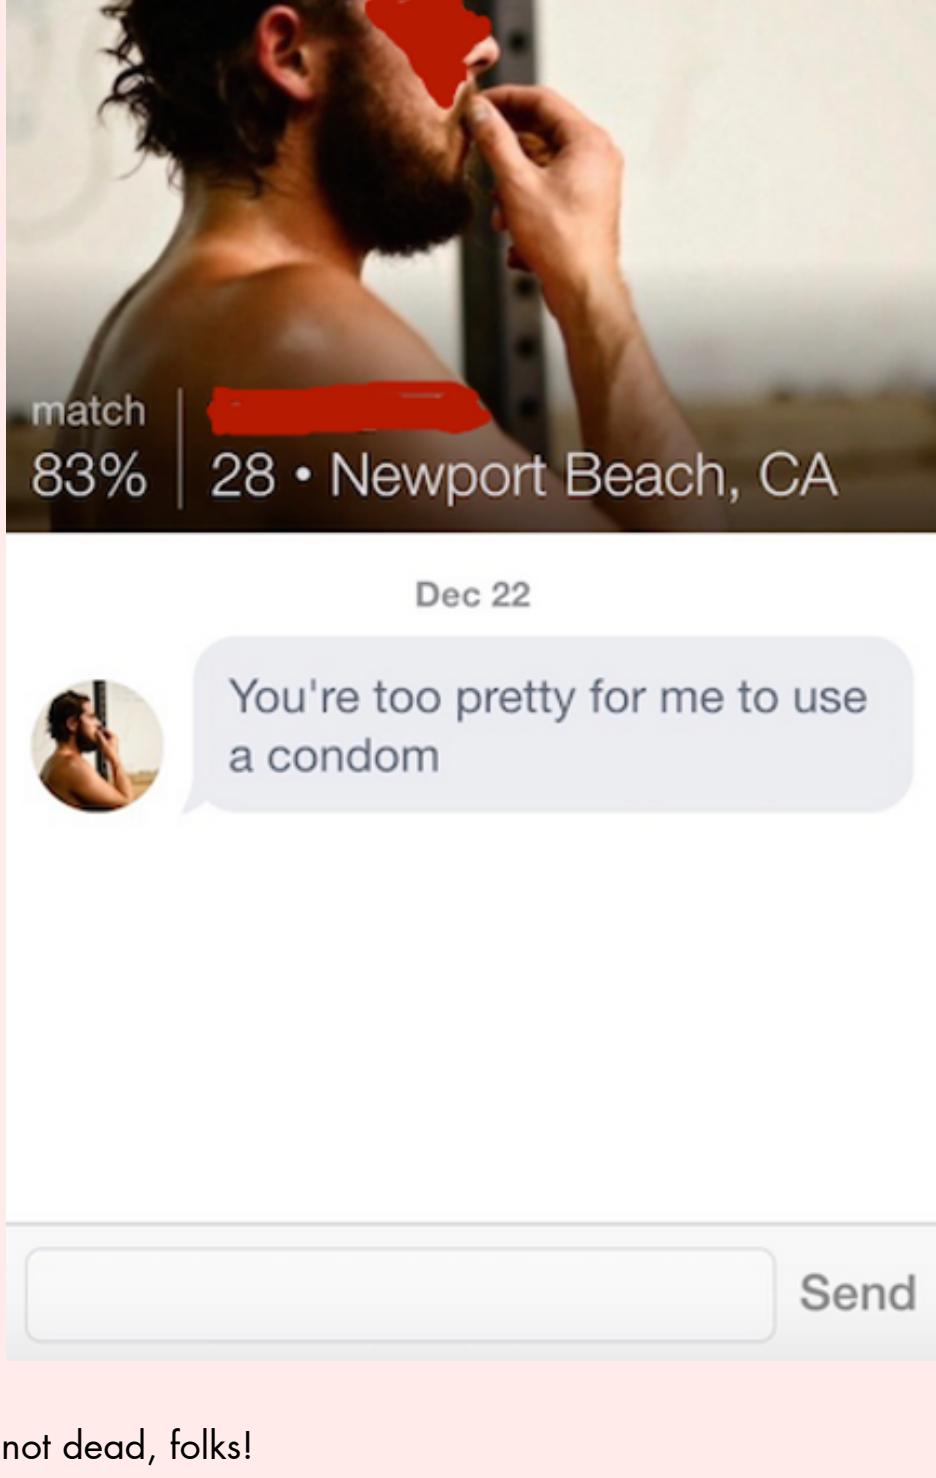 match
83%
28 • Newport Beach, CA
Dec 22
You're too pretty for me to use
a condom
Send
not dead, folks!